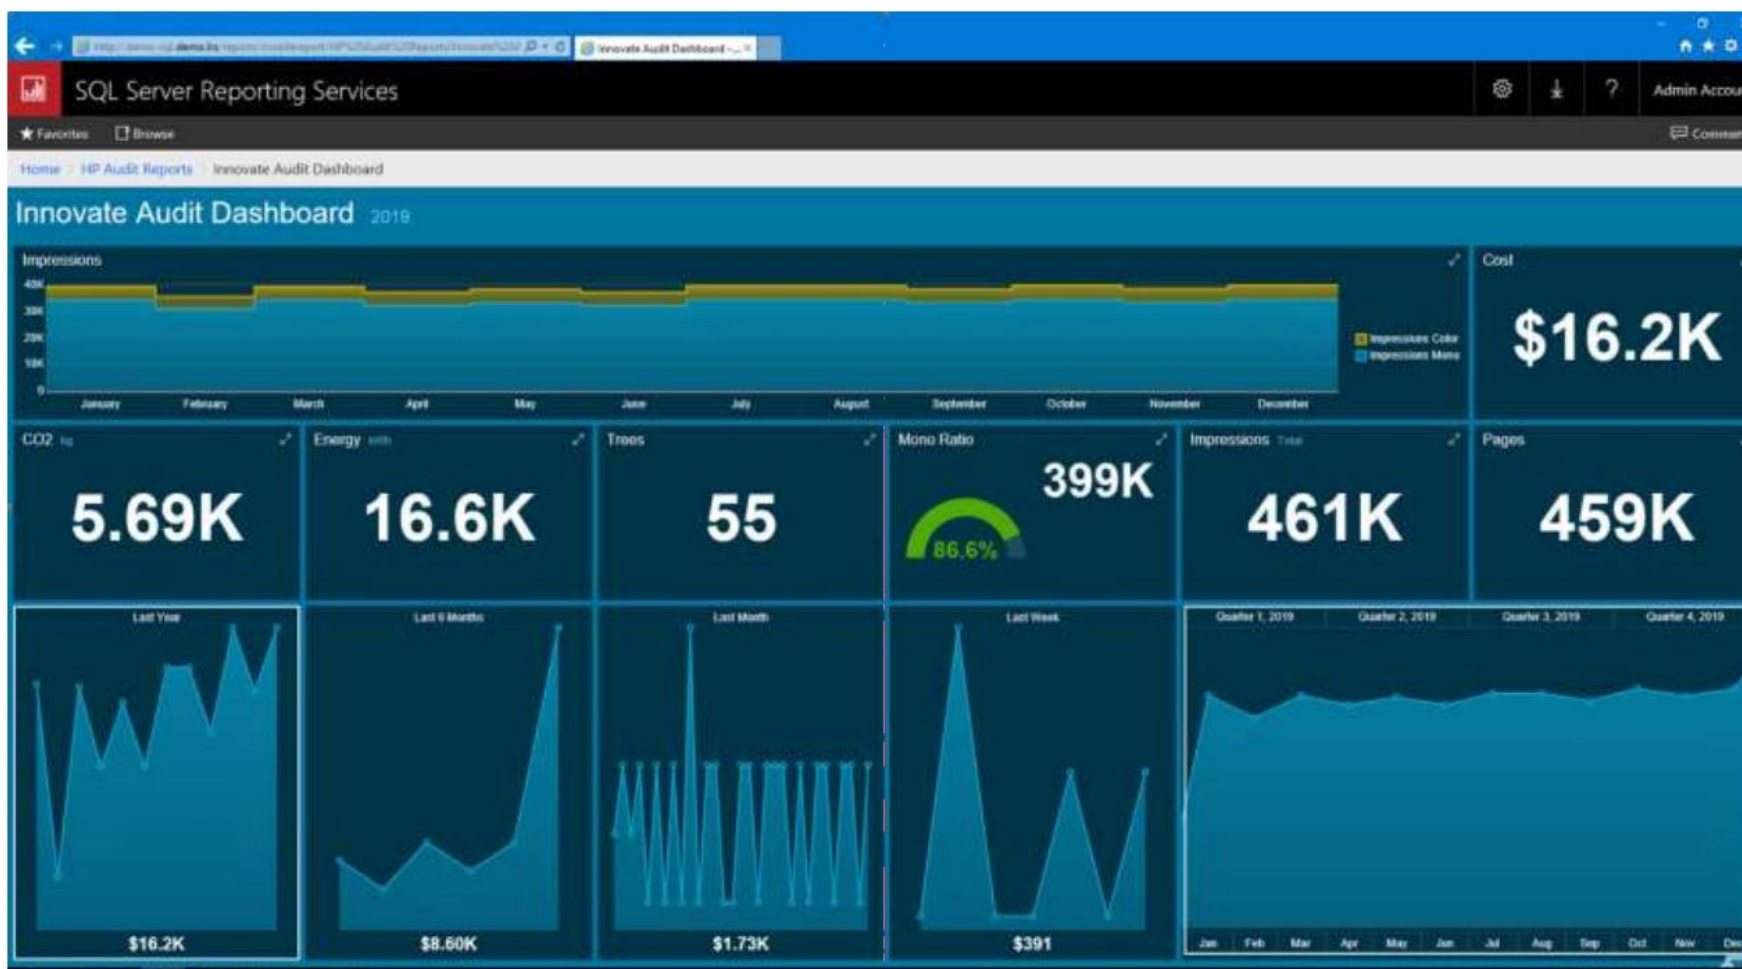 Innovate Audit Dashboard -...
SQL Server Reporting Services
?
Admin Accou
Favorites
Browse
Commen
Home
HP Audit Reports
Innovate Audit Dashboard
Innovate Audit Dashboard 2019
Impressions
40K
30K
20K
10K
0
January February March April May June July August September October November December
Impressions Color
Impressions Mono
Cost
$16.2K
CO2 kg
5.69K
Energy kWh
16.6K
Trees
55
Mono Ratio
399K
86,6%
Impressions Total
461K
Pages
459K
Last Year
$16.2K
Last 6 Months
$8.60K
Last Month
$1.73K
Last Week
$391
Quarter 1, 2019 Quarter 2, 2019 Quarter 3, 2019 Quarter 4, 2019
Jan Feb Mar Apr May Jun Jul Aug Sep Oct Nov Dec